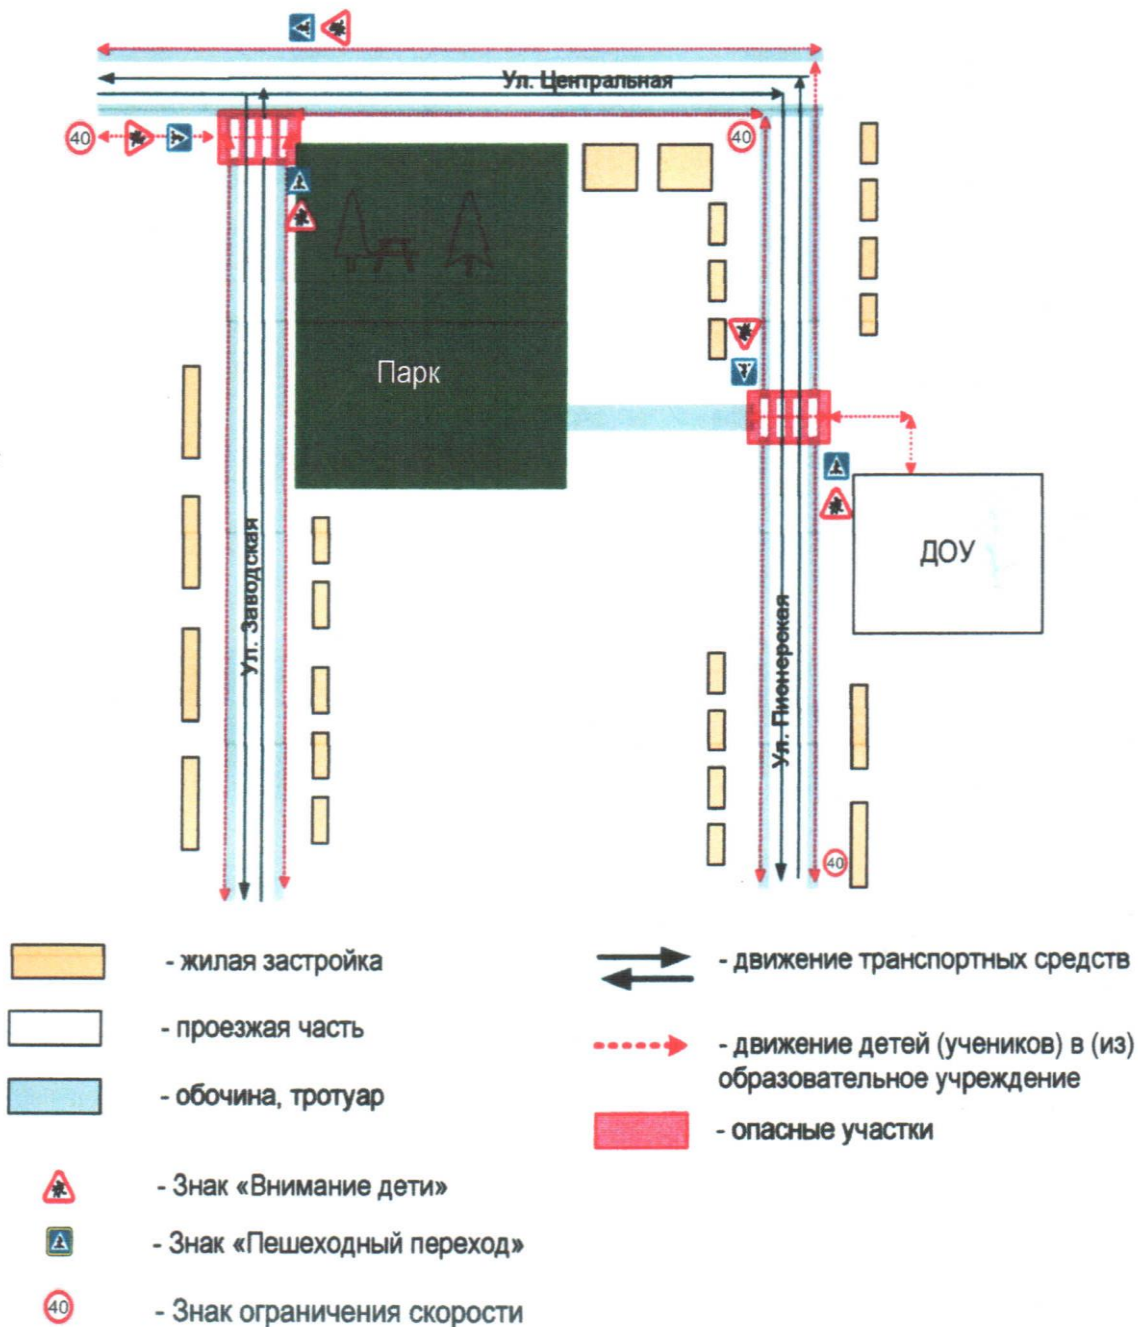 Ул. Центральная
40
40
Парк
ДОУ
Ул. Заводская
Ул. Пионерская
40
- жилая застройка
- проезжая часть
- обочина, тротуар
- Знак «Внимание дети»
- Знак «Пешеходный переход»
40
- Знак ограничения скорости
- движение транспортных средств
- движение детей (учеников) в (из)
образовательное учреждение
- опасные участки